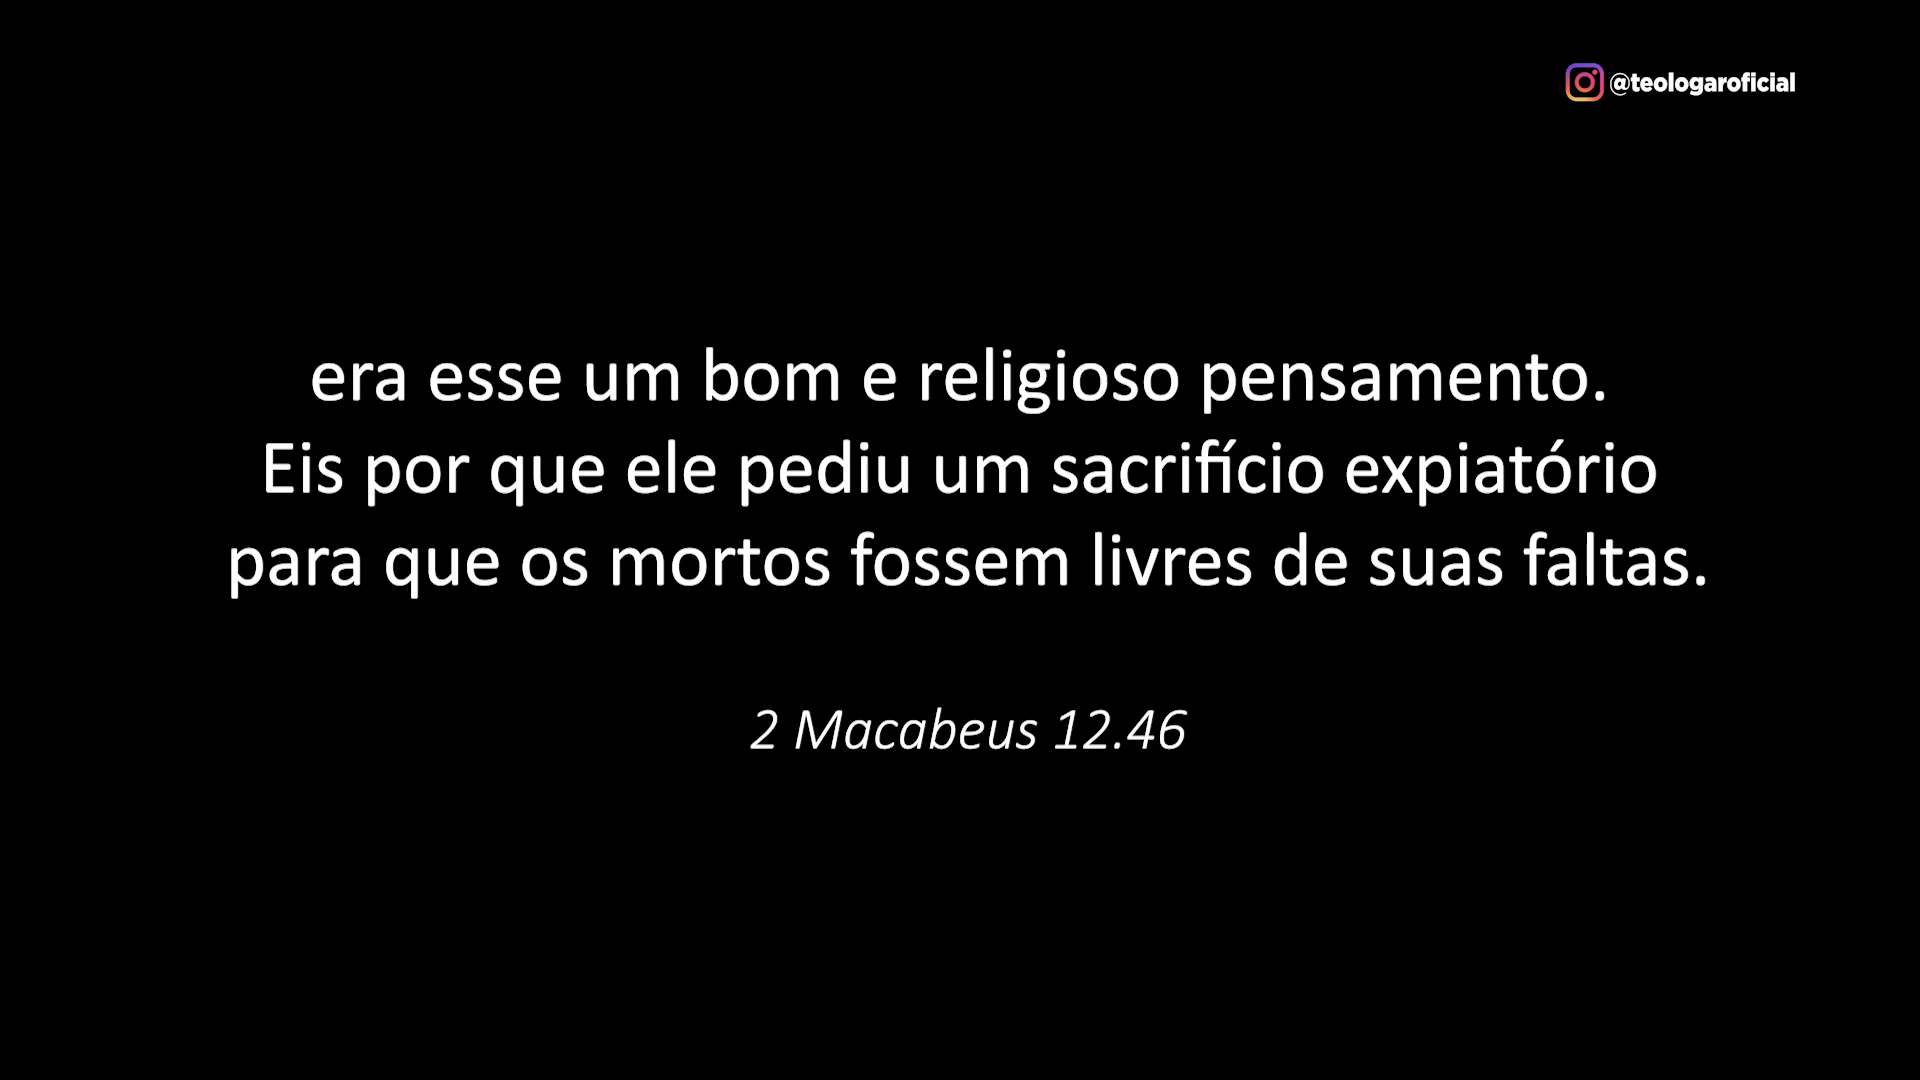 @teologaroficial
era esse um bom e religioso pensamento.
Eis por que ele pediu um sacrifício expiatório
para que os mortos fossem livres de suas faltas.
2 Macabeus 12.46